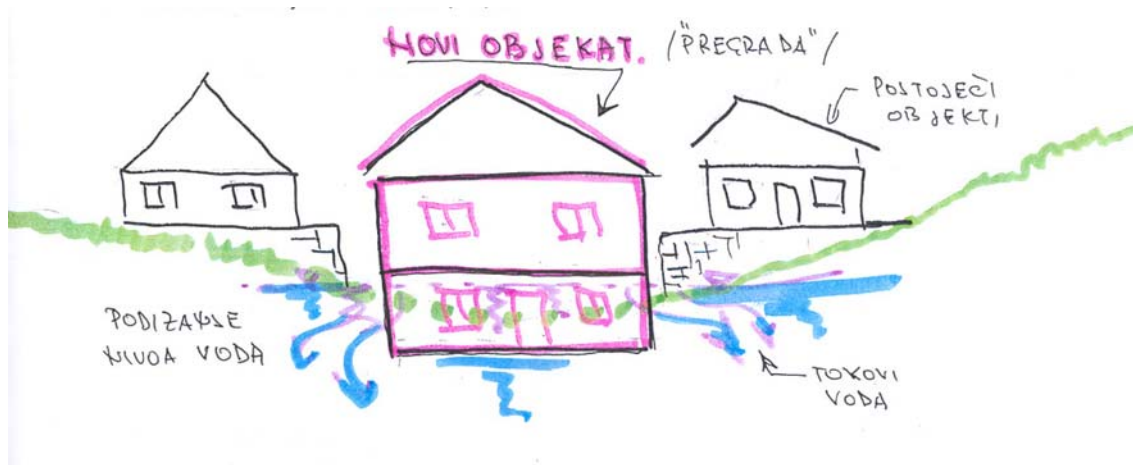 NOVI OBJEKAT. /"PREGRADA"/
POSTOJEĆI
OBJEKTI
PODIZANJE
NIVOA VODA
TOKOVI
VODA